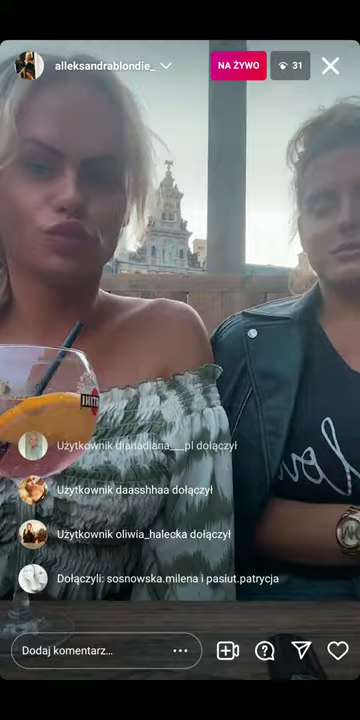 alleksandrablondie_
NA ŻYWO
31
Użytkownik dianadiana___pl dołączył
Użytkownik daasshhaa dołączył
Użytkownik oliwia_halecka dołączył
Dołączyli: sosnowska.milena i pasiut.patrycja
Dodaj komentarz…